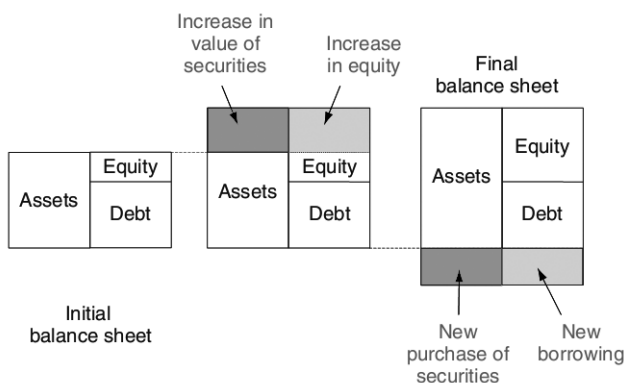 Increase in
value of
securities
Increase
in equity
Final
balance sheet
Assets
Equity
Debt
Assets
Equity
Debt
Assets
Equity
Debt
Initial
balance sheet
New
purchase of
securities
New
borrowing